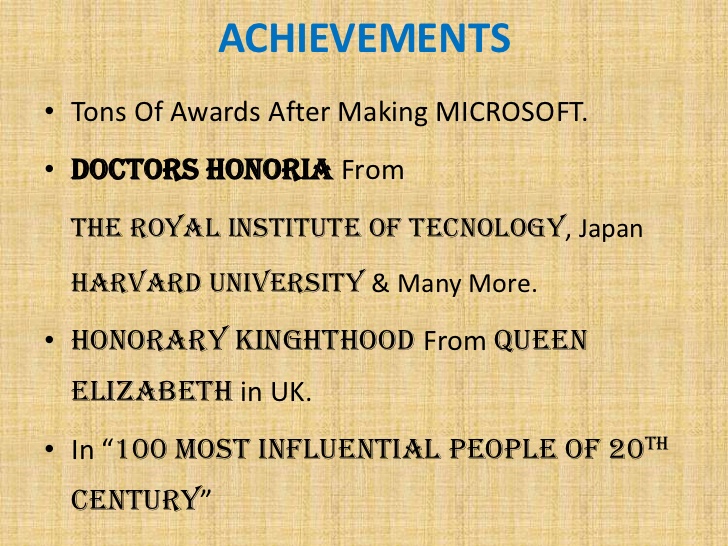 ACHIEVEMENTS
• Tons Of Awards After Making MICROSOFT.
• DOCTORS HONORIA From
THE ROYAL INSTITUTE OF TECNOLOGY, Japan
HARVARD UNIVERSITY & Many More.
• HONORARY KINGHTHOOD From QUEEN
ELIZABETH in UK.
• In “100 MOST INFLUENTIAL PEOPLE OF 20TH
CENTURY”